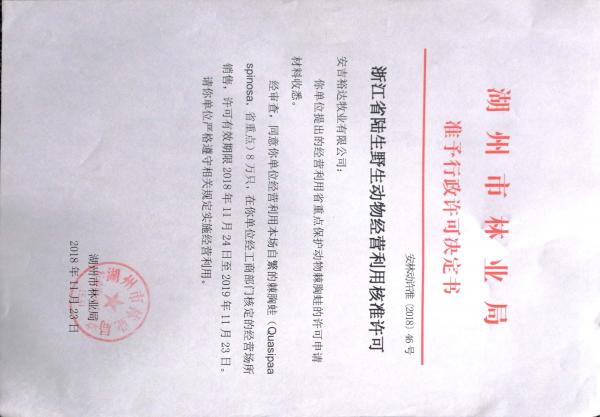 湖州市林业局
准予行政许可决定书
安林动许准〔2018〕46号
浙江省陆生野生动物经营利用核准许可
安吉裕达牧业有限公司：
你单位提出的经营利用省重点保护动物棘胸蛙的许可申请
材料收悉。
经审查，同意你单位经营利用本场自繁的棘胸蛙（Quasipaa
spinosa，省重点）8万只，在你单位经工商部门核定的经营场所
销售，许可有效期限2018年11月24日至2019年11月23日。
请你单位严格遵守相关规定实施经营利用。
湖州市林业局
2018年11月23日
湖州市林业局